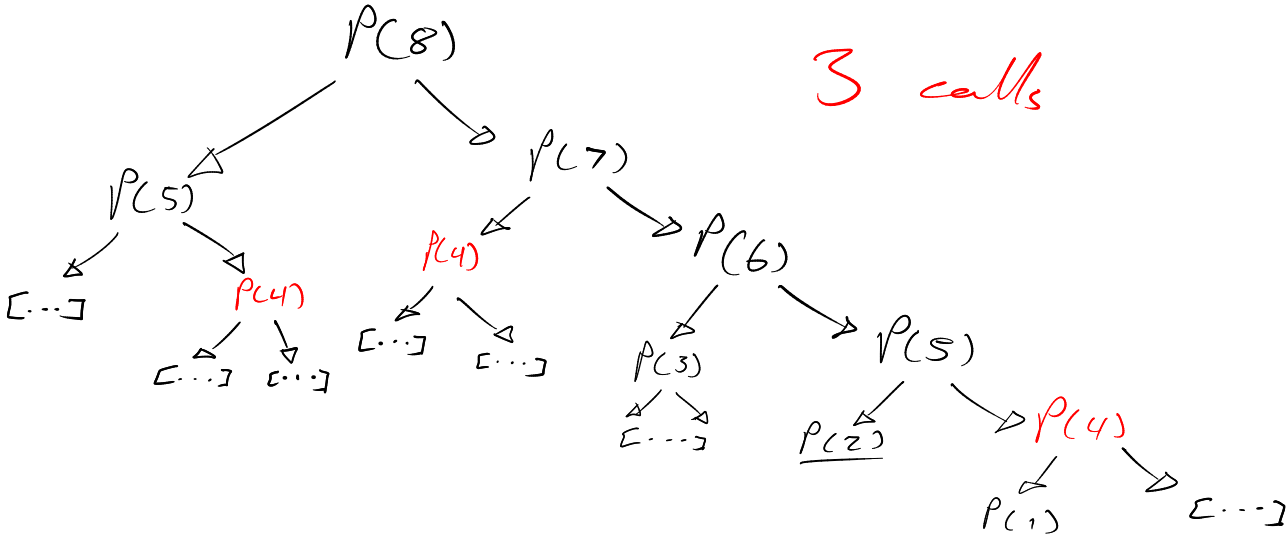 P(8)
3 calls
P(5)
P(7)
[...]
P(4)
P(4)
P(6)
[...]
[...]
[...]
[...]
P(3)
P(5)
[....]
P(2)
P(4)
P(1)
[...]